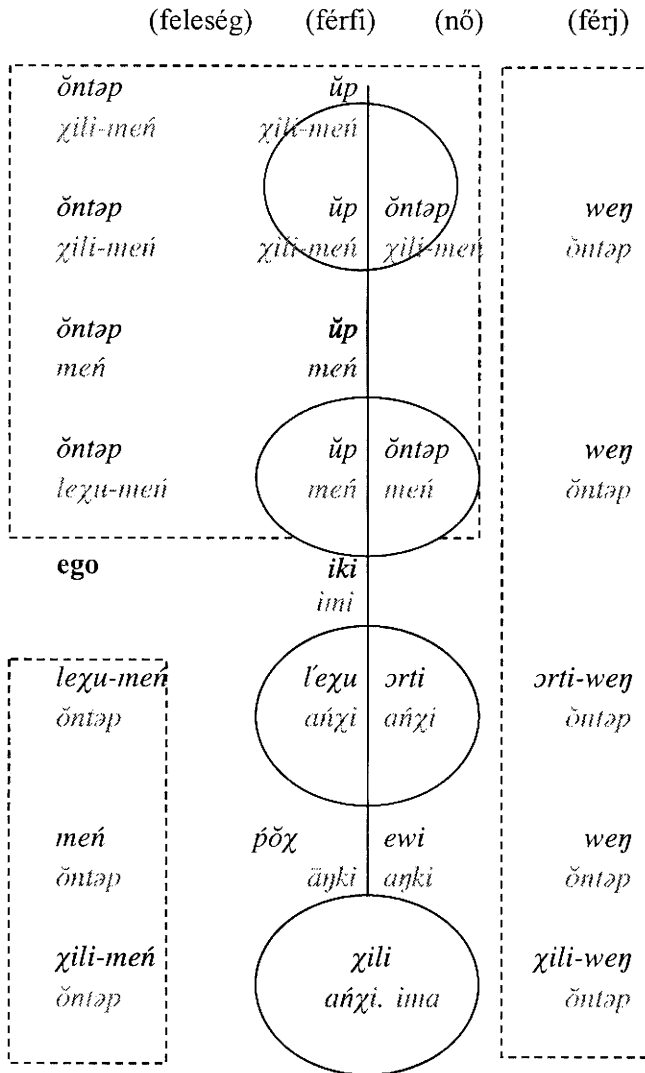 (feleség) (férfi) (nő) (férj)
ŏntəp ŭp
χili-meń χili-meń
ŏntəp ŭp ŏntəp weŋ
χili-meń χili-meń χili-meń ŏntəp
ŏntəp ŭp
meń meń
ŏntəp ŭp ŏntəp weŋ
leχu-meń meń meń ŏntəp
ego iki
imi
leχu-meń ĺeχu ɔrti ɔrti-weŋ
ŏntəp ańχi ańχi ŏntəp
meń ṕŏχ ewi weŋ
ŏntəp äŋki aŋki ŏntəp
χili-meń χili χili-weŋ
ŏntəp ańχi. ima ŏntəp